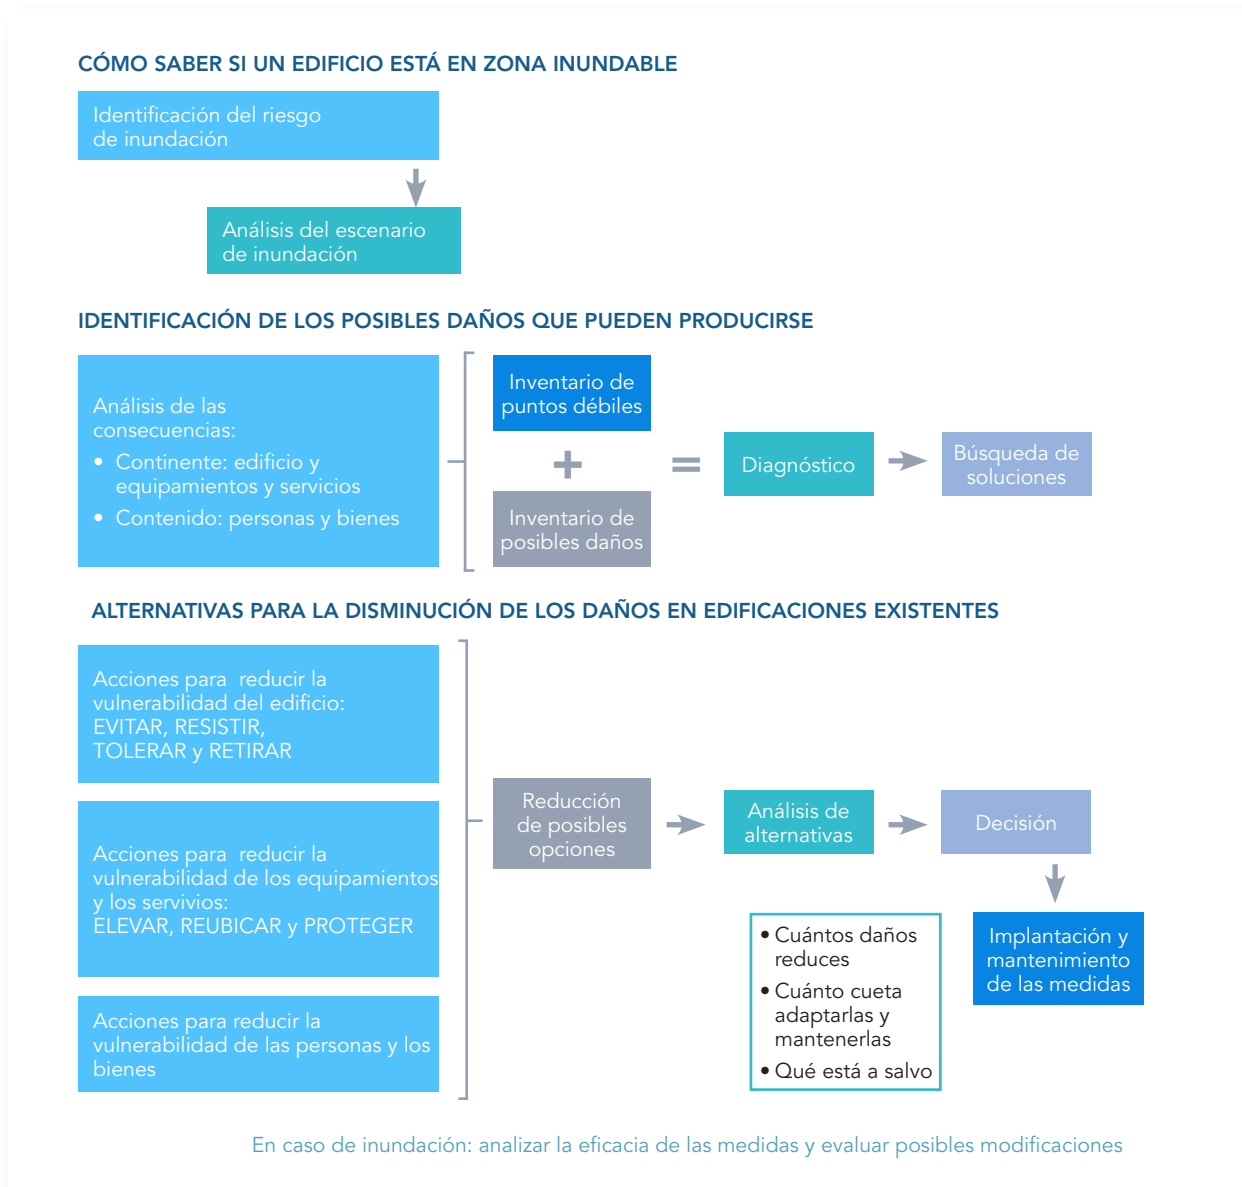 CÓMO SABER SI UN EDIFICIO ESTÁ EN ZONA INUNDABLE
Identificación del riesgo
de inundación
Análisis del escenario
de inundación
IDENTIFICACIÓN DE LOS POSIBLES DAÑOS QUE PUEDEN PRODUCIRSE
Análisis de las
consecuencias:
• Continente: edificio y
equipamientos y servicios
• Contenido: personas y bienes
Inventario de
puntos débiles
+
Inventario de
posibles daños
=
Diagnóstico
Búsqueda de
soluciones
ALTERNATIVAS PARA LA DISMINUCIÓN DE LOS DAÑOS EN EDIFICACIONES EXISTENTES
Acciones para reducir la
vulnerabilidad del edificio:
EVITAR, RESISTIR,
TOLERAR y RETIRAR
Acciones para reducir la
vulnerabilidad de los equipamientos
y los servivios:
ELEVAR, REUBICAR y PROTEGER
Acciones para reducir la
vulnerabilidad de las personas y los
bienes
Reducción
de posibles
opciones
Análisis de
alternativas
Decisión
• Cuántos daños
reduces
• Cuánto cueta
adaptarlas y
mantenerlas
• Qué está a salvo
Implantación y
mantenimiento
de las medidas
En caso de inundación: analizar la eficacia de las medidas y evaluar posibles modificaciones